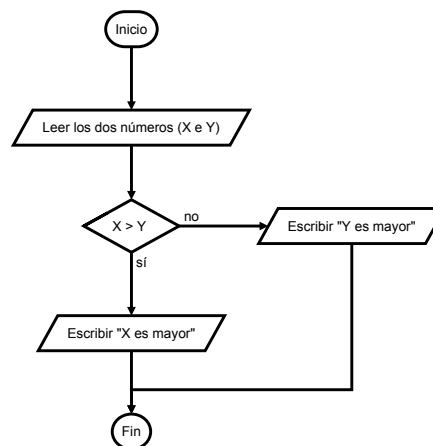 Inicio
Leer los dos números (X e Y)
X > Y
no
Escribir "Y es mayor"
sí
Escribir "X es mayor"
Fin